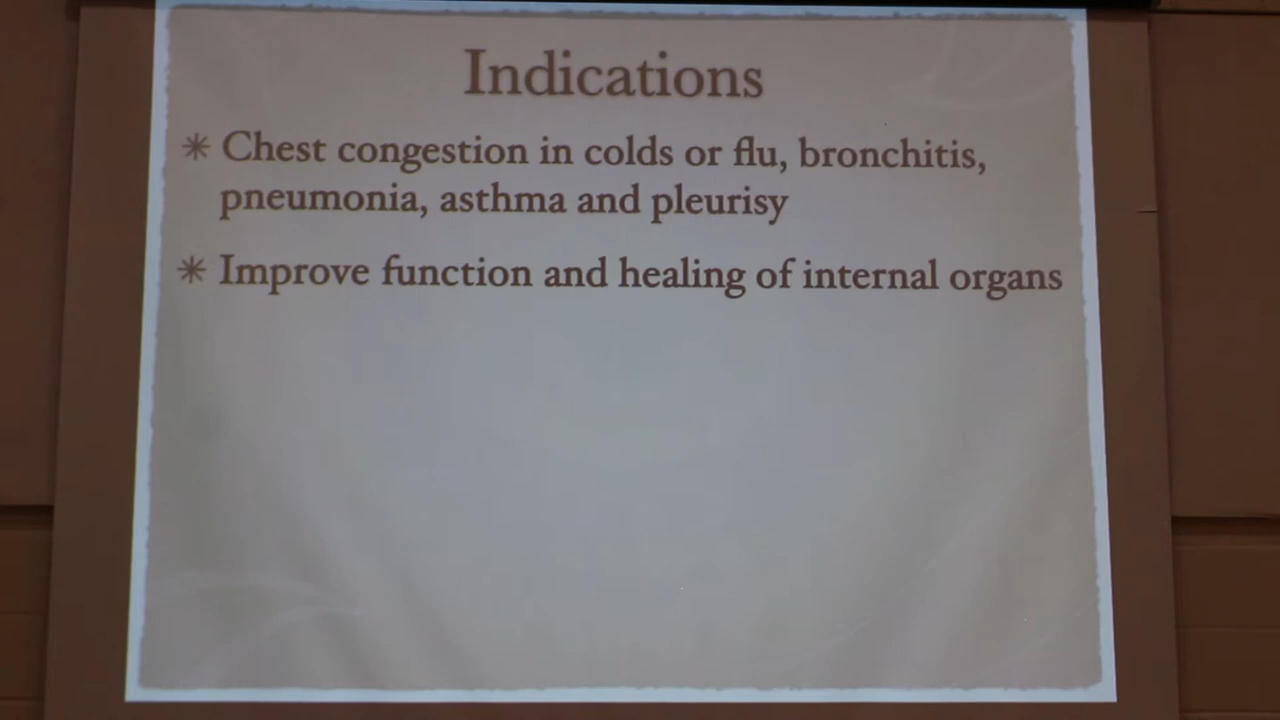 Indications
✳ Chest congestion in colds or flu, bronchitis,
pneumonia, asthma and pleurisy
✳ Improve function and healing of internal organs